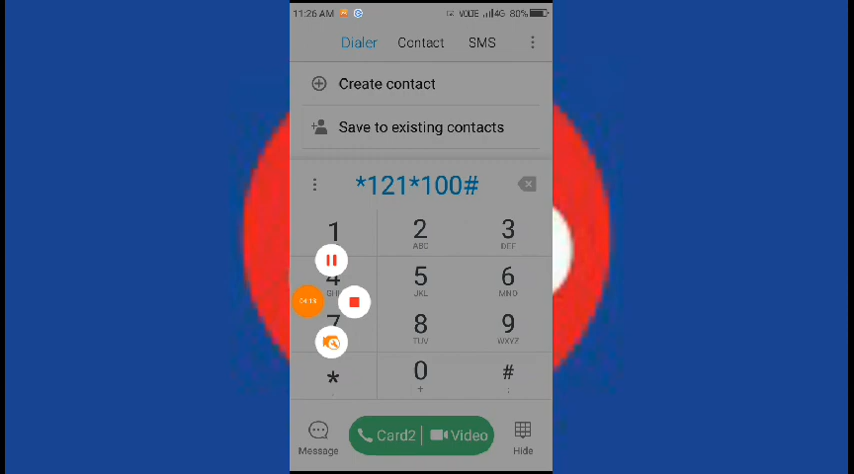 11:26 AM VOLTE 4G 80%
Dialer Contact SMS
Create contact
Save to existing contacts
*121*100#
1 2 3
ABC DEF
4 5 6
GHI JKL MNO
7 8 9
TUV WXYZ
* 0 #
, + ;
Card2 Video
Message Hide